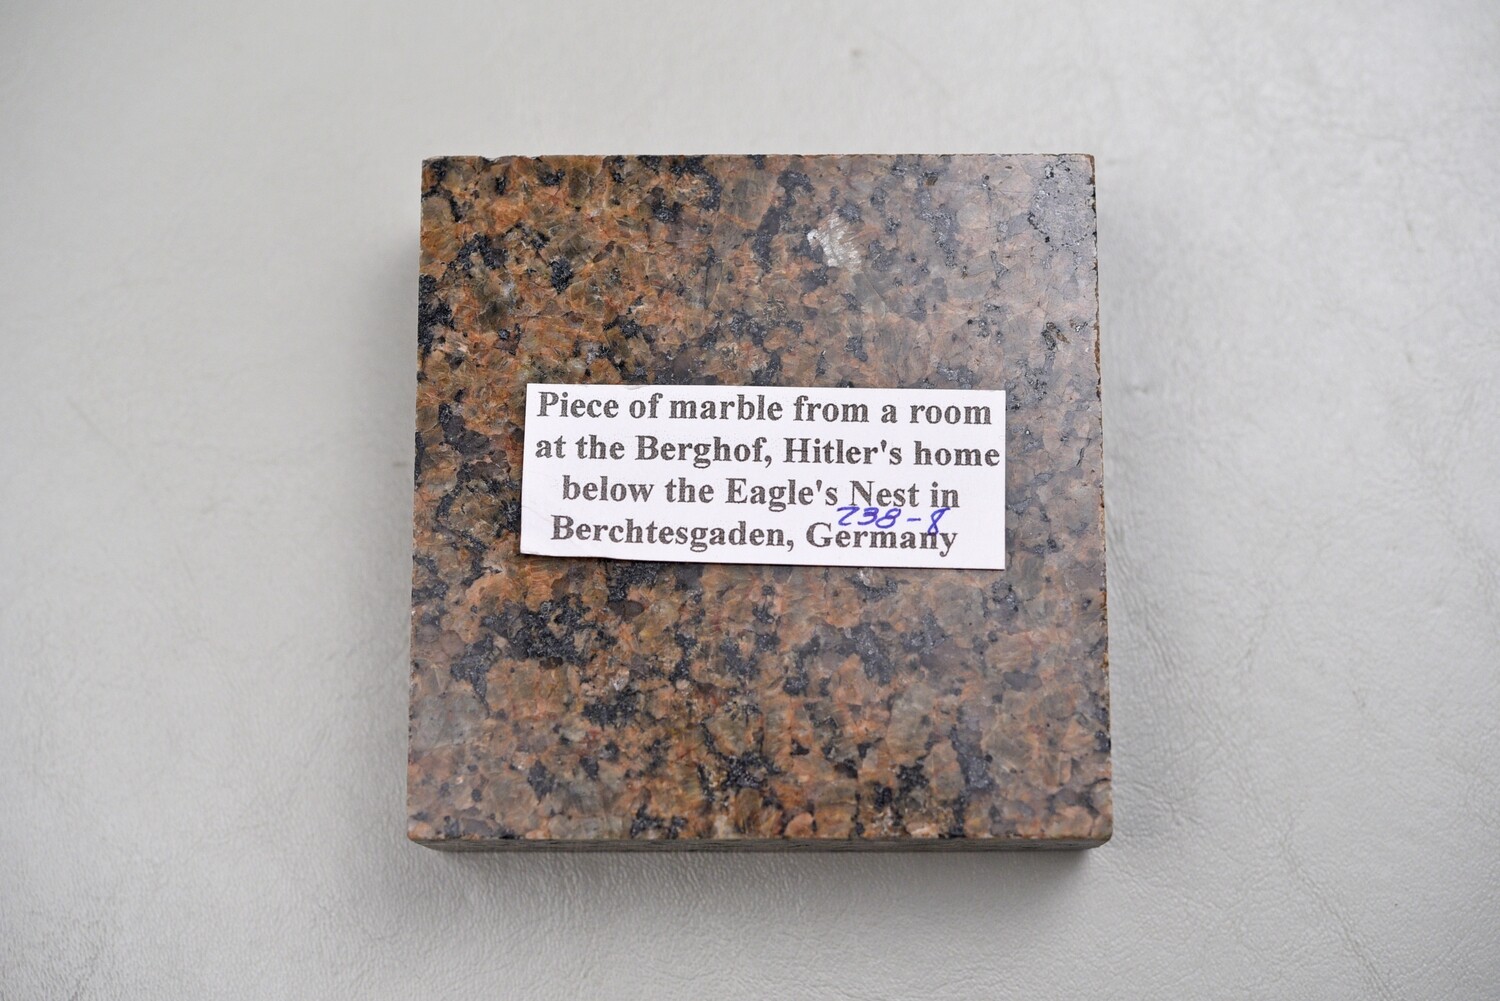 Piece of marble from a room
at the Berghof, Hitler's home
below the Eagle's Nest in
238-8
Berchtesgaden, Germany